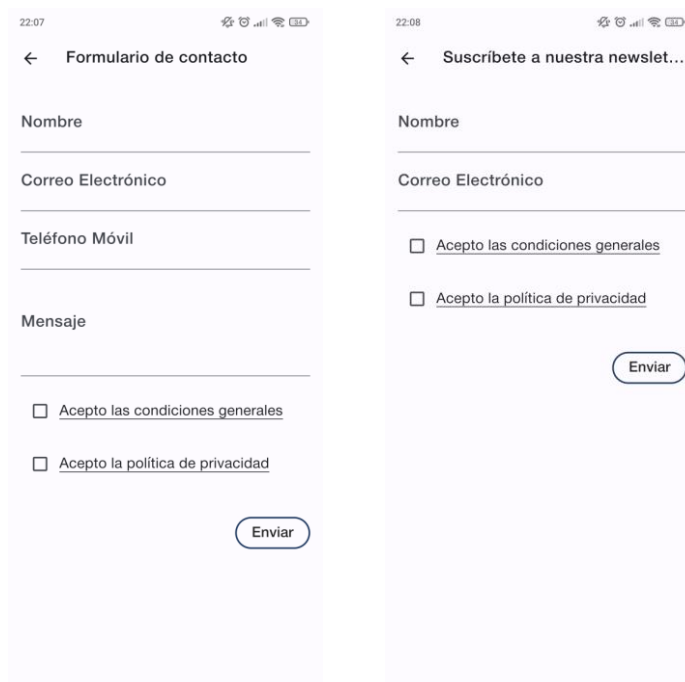 22:07
34
Formulario de contacto
Nombre
Correo Electrónico
Teléfono Móvil
Mensaje
Acepto las condiciones generales
Acepto la política de privacidad
Enviar
22:08
34
Suscríbete a nuestra newslet...
Nombre
Correo Electrónico
Acepto las condiciones generales
Acepto la política de privacidad
Enviar